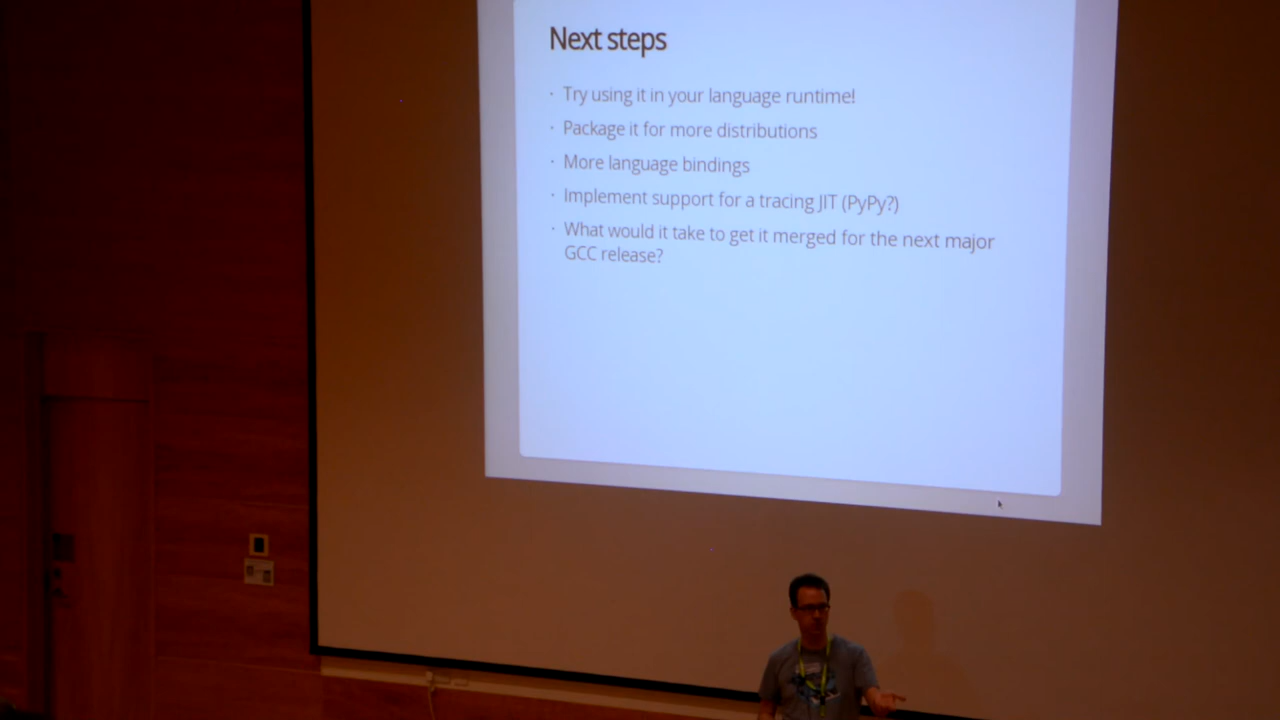 Next steps
· Try using it in your language runtime!
· Package it for more distributions
· More language bindings
· Implement support for a tracing JIT (PyPy?)
· What would it take to get it merged for the next major
GCC release?